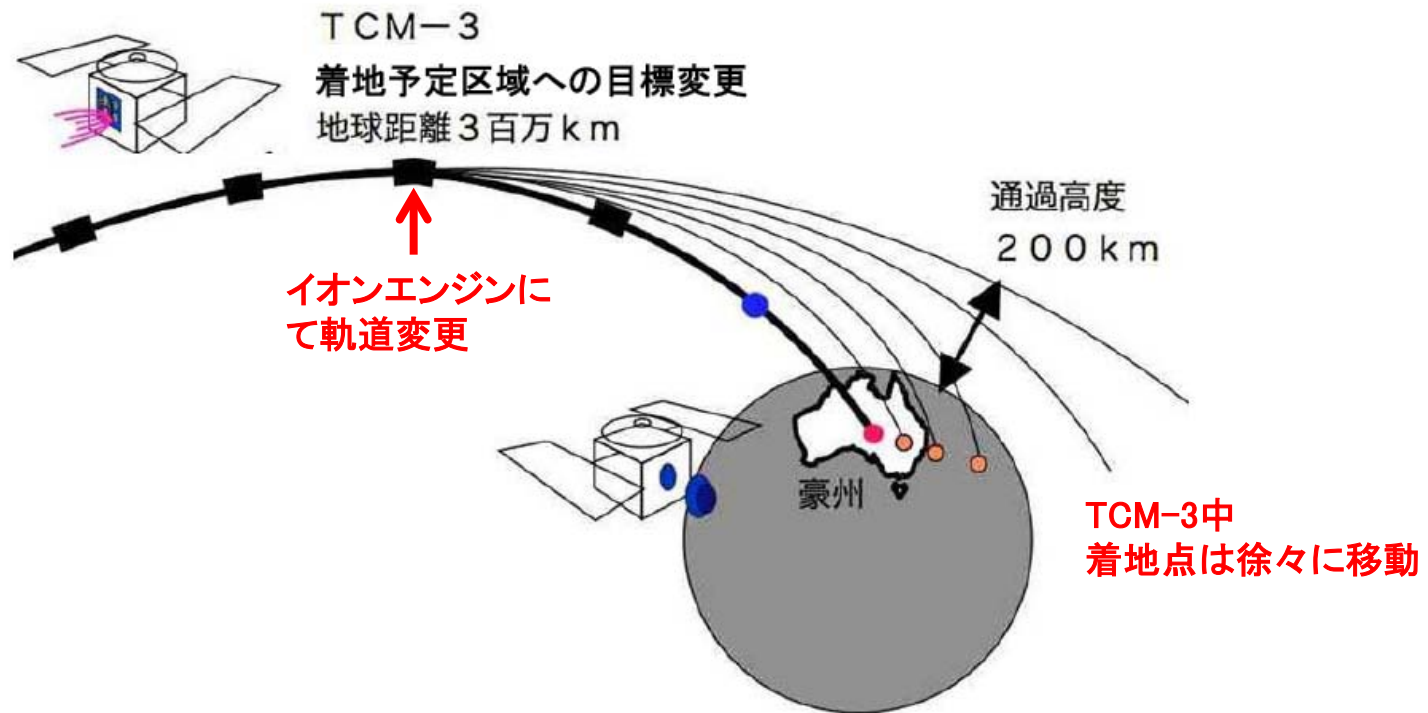 TCM－3
着地予定区域への目標変更
地球距離３百万ｋｍ
通過高度
２００ｋｍ
イオンエンジンに
て軌道変更
豪州
TCM-3中
着地点は徐々に移動